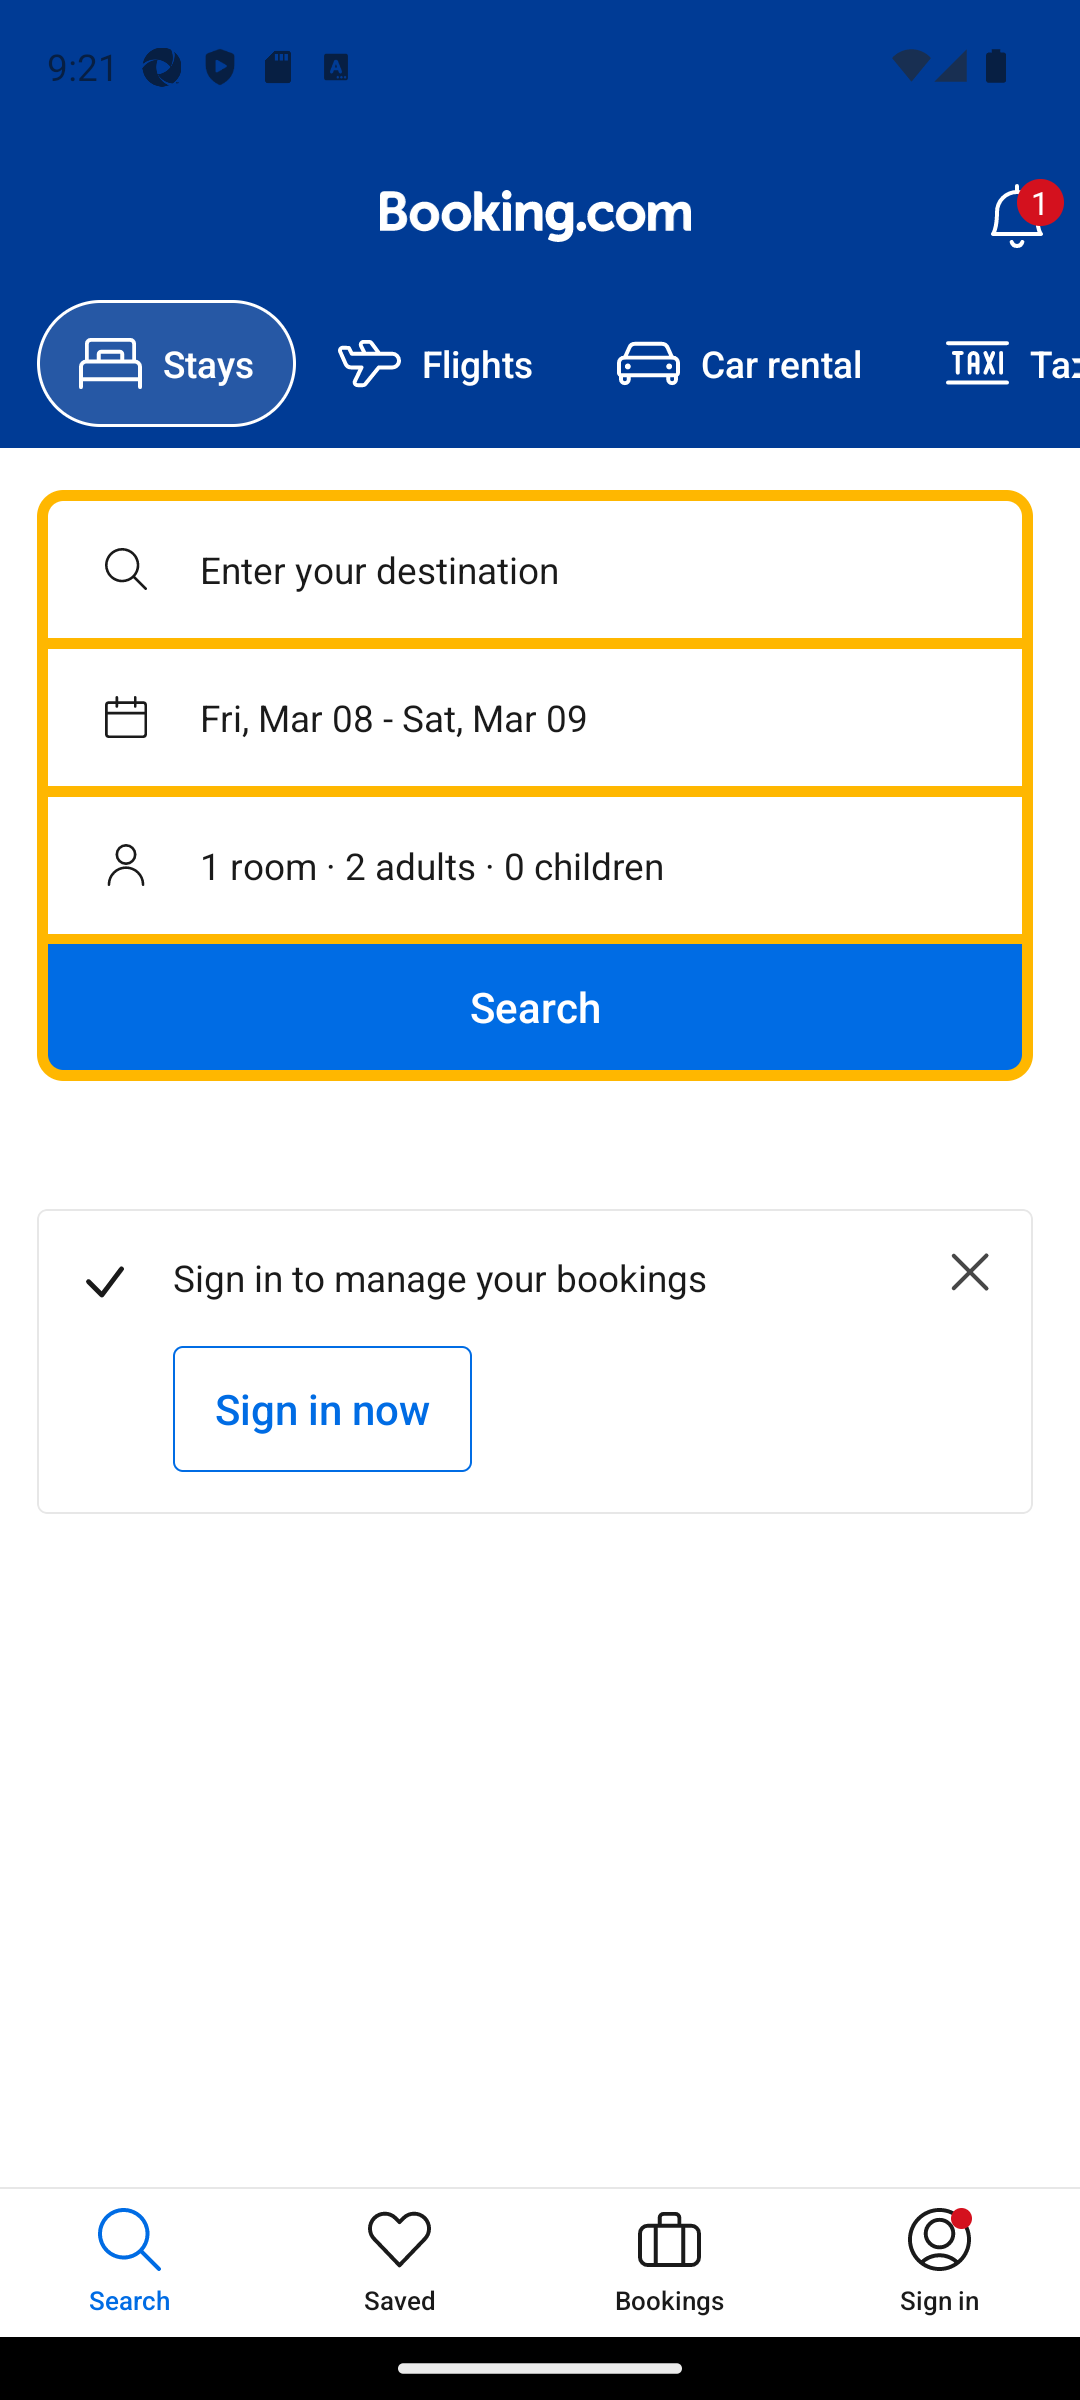 9:21
Booking.com
1
Stays
Flights
Car rental
TAXI
Enter your destination
Fri, Mar 08 - Sat, Mar 09
1 room · 2 adults · 0 children
Search
Sign in to manage your bookings
Sign in now
Search
Saved
Bookings
Sign in